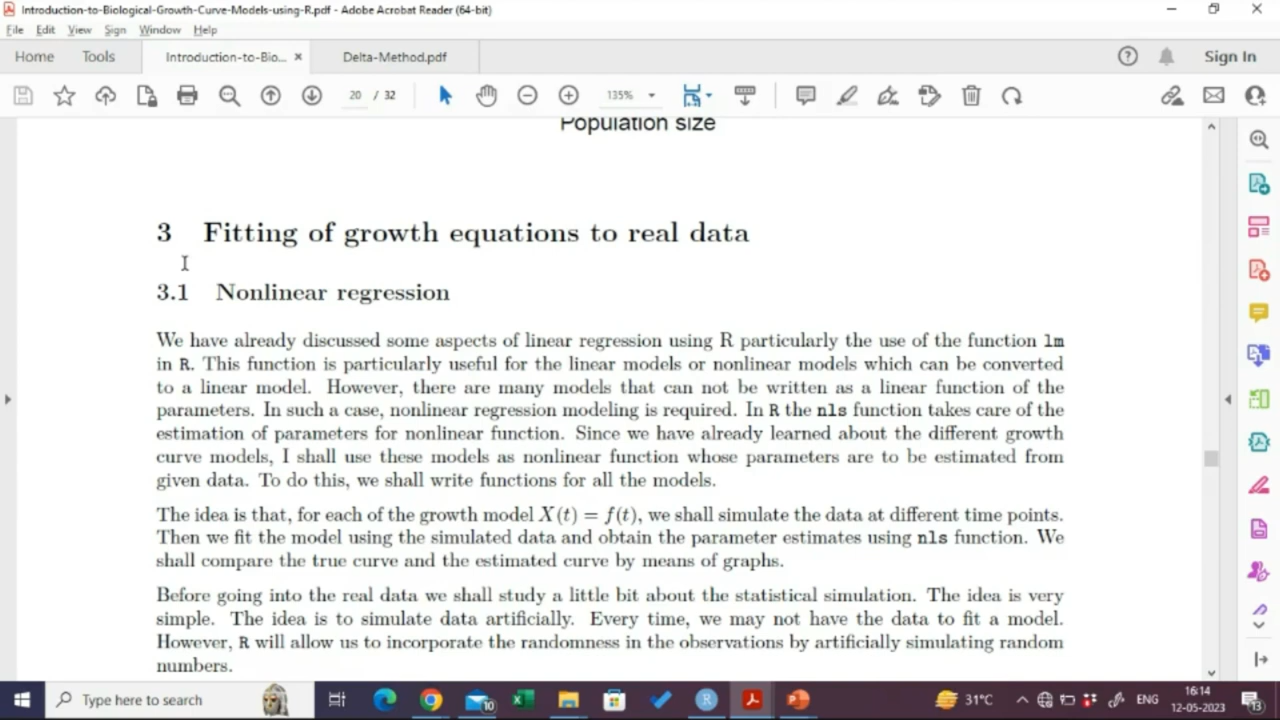 Introduction-to-Biological-Growth-Curve-Models-using-R.pdf - Adobe Acrobat Reader (64-bit)
File Edit View Sign Window Help
Home Tools Introduction-to-Bio... × Delta-Method.pdf Sign In
20 / 32 135%
Population size
3 Fitting of growth equations to real data
3.1 Nonlinear regression
We have already discussed some aspects of linear regression using R particularly the use of the function lm
in R. This function is particularly useful for the linear models or nonlinear models which can be converted
to a linear model. However, there are many models that can not be written as a linear function of the
parameters. In such a case, nonlinear regression modeling is required. In R the nls function takes care of the
estimation of parameters for nonlinear function. Since we have already learned about the different growth
curve models, I shall use these models as nonlinear function whose parameters are to be estimated from
given data. To do this, we shall write functions for all the models.
The idea is that, for each of the growth model X(t) = f(t), we shall simulate the data at different time points.
Then we fit the model using the simulated data and obtain the parameter estimates using nls function. We
shall compare the true curve and the estimated curve by means of graphs.
Before going into the real data we shall study a little bit about the statistical simulation. The idea is very
simple. The idea is to simulate data artificially. Every time, we may not have the data to fit a model.
However, R will allow us to incorporate the randomness in the observations by artificially simulating random
numbers.
Type here to search 10 31°C ENG 16:14
12-05-2023 13